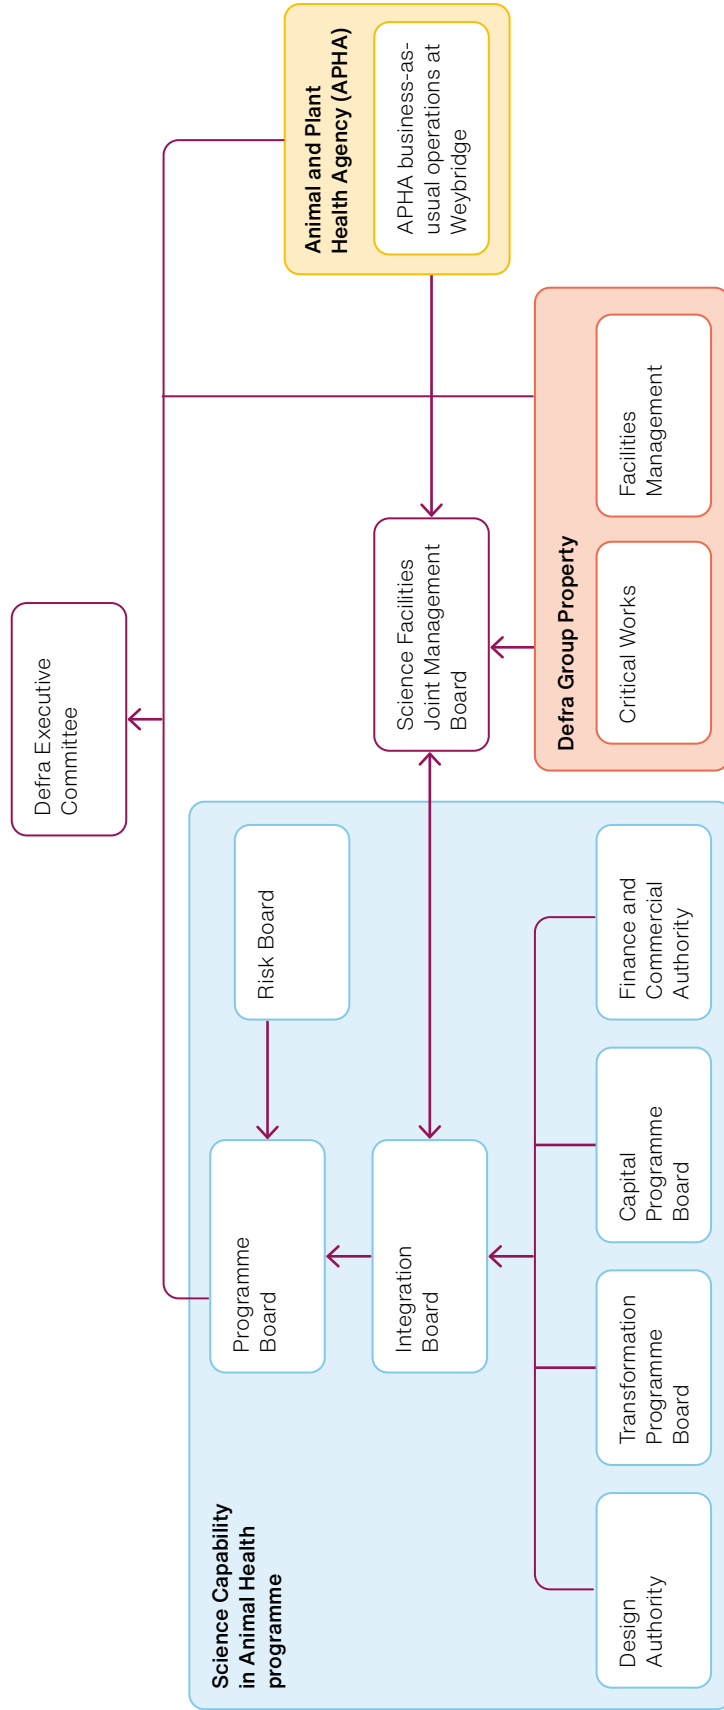 Defra Executive
Committee
Science Capability
in Animal Health
programme
Programme
Board
Risk Board
Integration
Board
Design
Authority
Transformation
Programme
Board
Capital
Programme
Board
Finance and
Commercial
Authority
Science Facilities
Joint Management
Board
Defra Group Property
Critical Works
Facilities
Management
Animal and Plant
Health Agency (APHA)
APHA business-as-
usual operations at
Weybridge